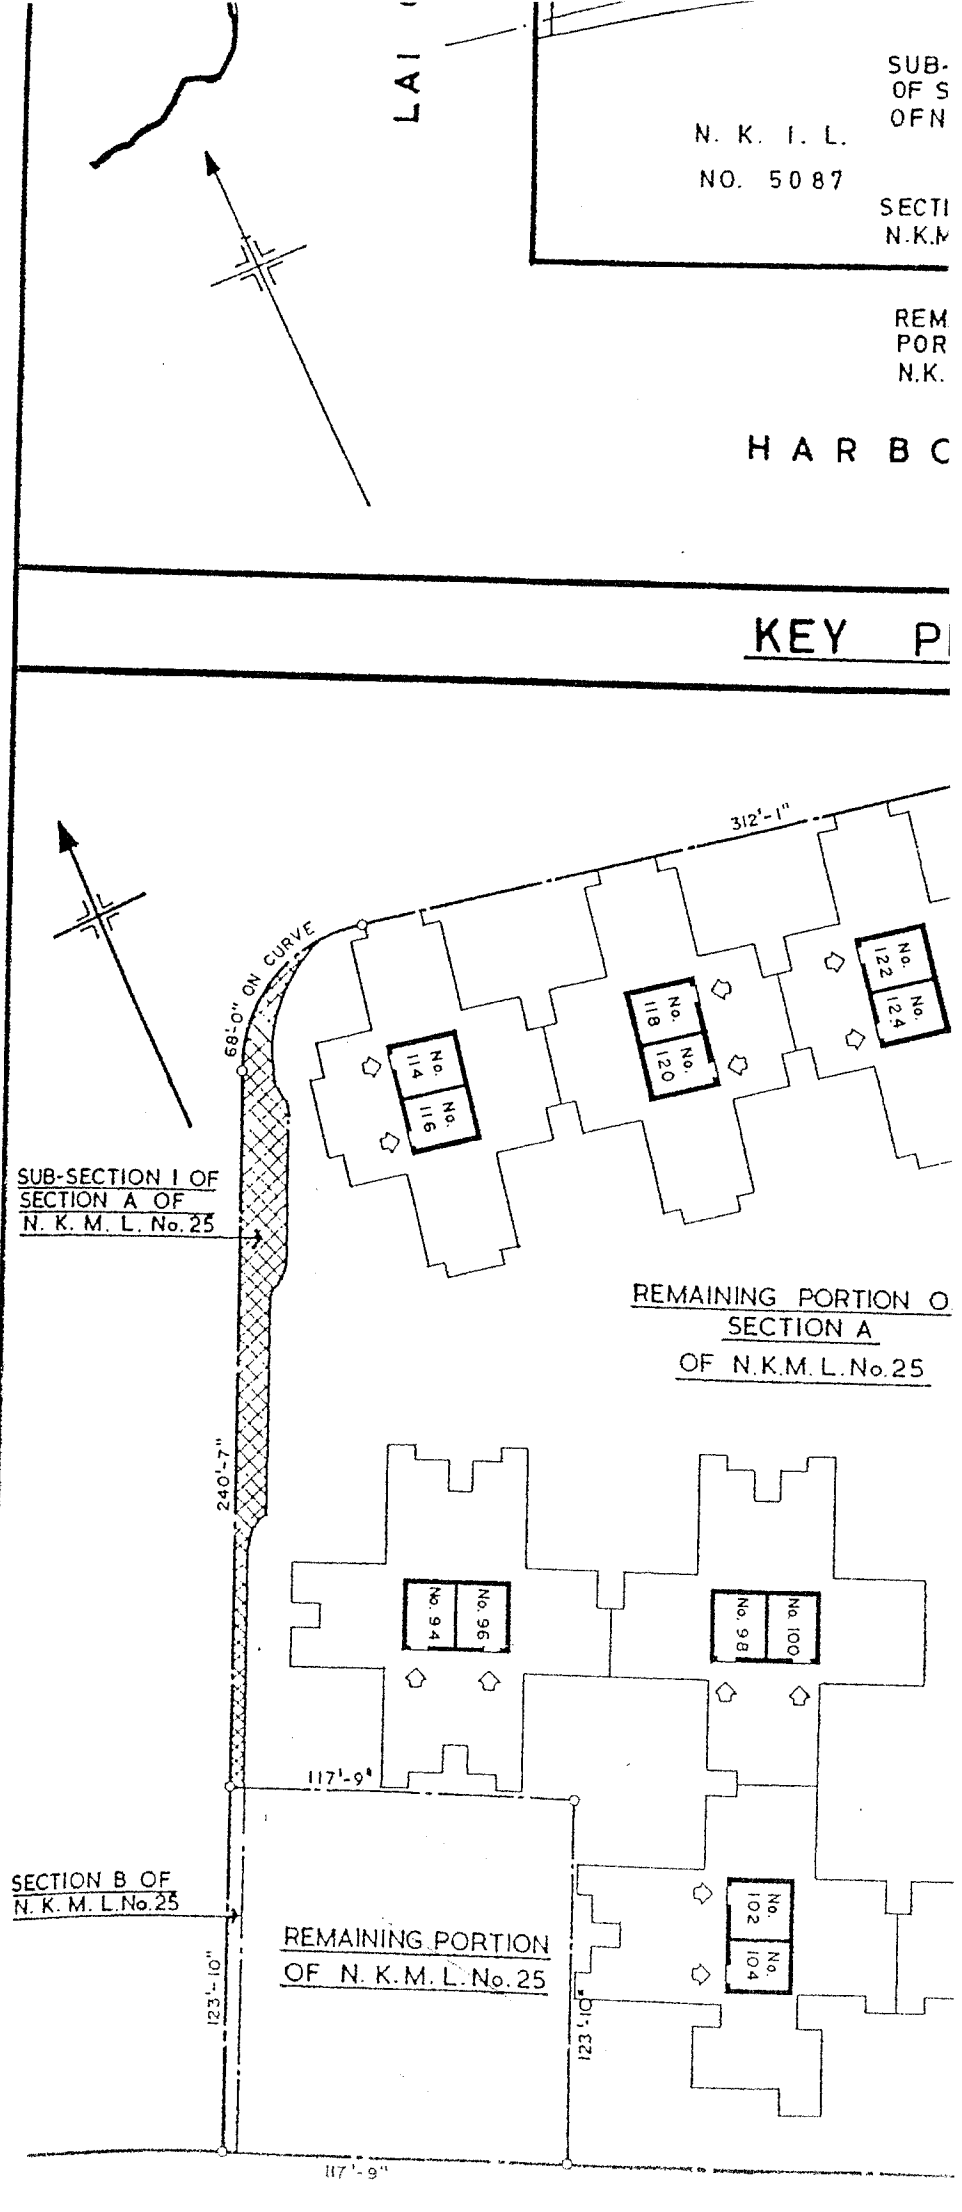 LAI
SUB-
OF S
OF N
N. K. I. L.
NO. 5087
SECTI
N.K.M
REM
POR
N.K.
HARBO
KEY P
312'-1"
68'-0" ON CURVE
No. 122
No. 124
No. 118
No. 120
No. 114
No. 116
SUB-SECTION 1 OF
SECTION A OF
N. K. M. L. No. 25
REMAINING PORTION O
SECTION A
OF N.K.M.L. No. 25
240'-7"
No. 94
No. 96
No. 98
No. 100
117'-9"
SECTION B OF
N. K. M. L. No. 25
No. 102
No. 104
REMAINING PORTION
OF N. K. M. L. No. 25
123'-10"
123'-10"
117'-9"